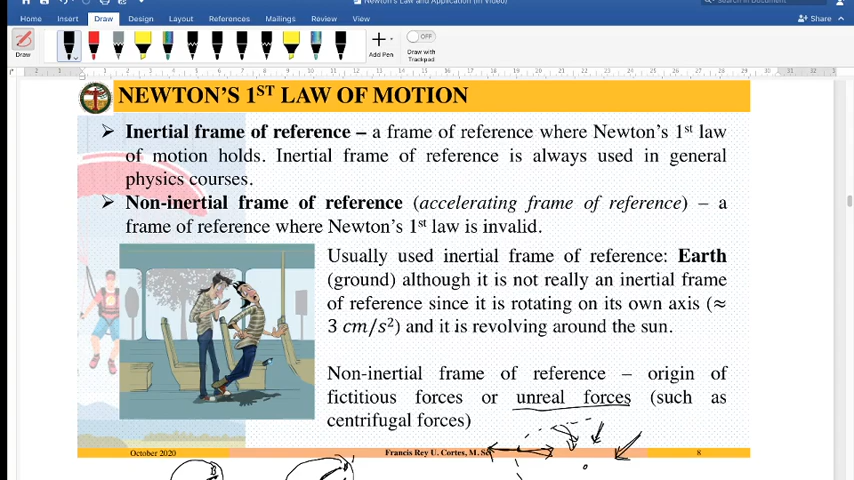 Newton's Law and Application (in Video)
Search in Document
Home Insert Draw Design Layout References Mailings Review View
Share
OFF
Draw
Add Pen
Draw with
Trackpad
NEWTON'S 1ST LAW OF MOTION
➢ Inertial frame of reference – a frame of reference where Newton's 1st law
of motion holds. Inertial frame of reference is always used in general
physics courses.
➢ Non-inertial frame of reference (accelerating frame of reference) – a
frame of reference where Newton's 1st law is invalid.
Usually used inertial frame of reference: Earth
(ground) although it is not really an inertial frame
of reference since it is rotating on its own axis (≈
3 cm/s²) and it is revolving around the sun.
Non-inertial frame of reference – origin of
fictitious forces or unreal forces (such as
centrifugal forces)
October 2020
Francis Rey U. Cortes, M. Sc
8